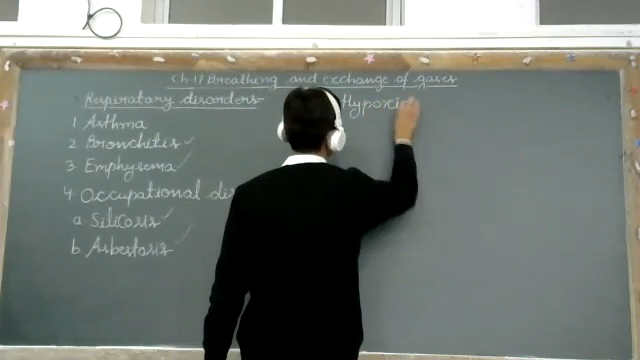 Ch 17 Breathing and exchange of gases
Respiratory disorders
1. Asthma
2 Bronchitis ✓
3. Emphysema ✓
4 Occupational
a Silicosis ✓
b Asbestosis ✓
Hypoxia